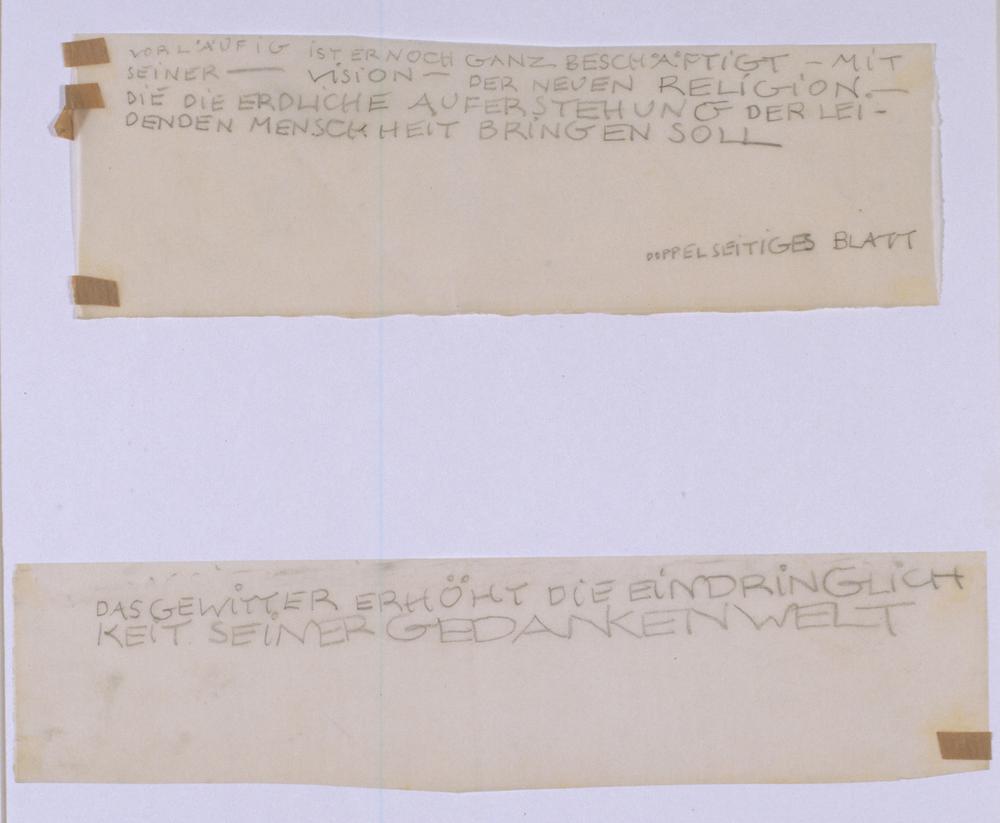 VORLÄUFIG IST ER NOCH GANZ BESCHÄFTIGT – MIT
SEINER — VISION – DER NEUEN RELIGION. —
DIE DIE ERDLICHE AUFERSTEHUNG DER LEI-
DENDEN MENSCHHEIT BRINGEN SOLL
DOPPELSEITIGES BLATT
DAS GEWITTER ERHÖHT DIE EINDRINGLICH
KEIT SEINER GEDANKENWELT